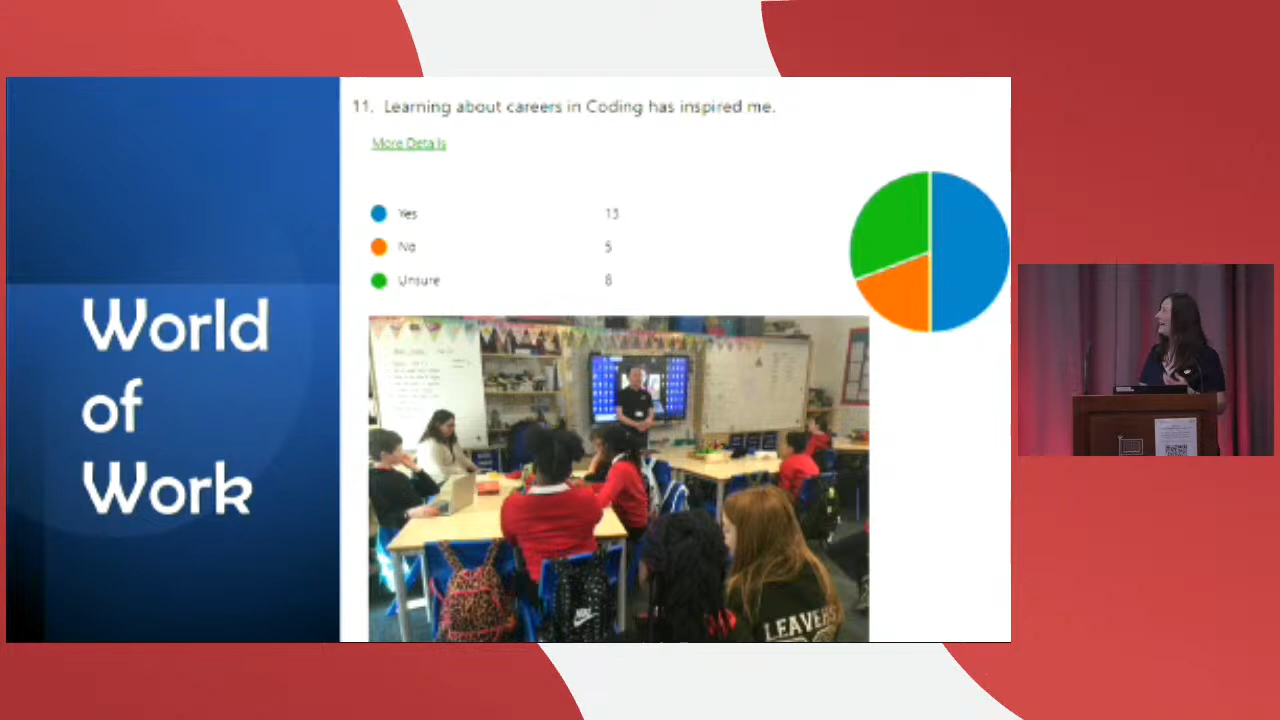 World
of
Work
11. Learning about careers in Coding has inspired me.
More Details
Yes 13
No 5
Unsure 8
LEAVERS